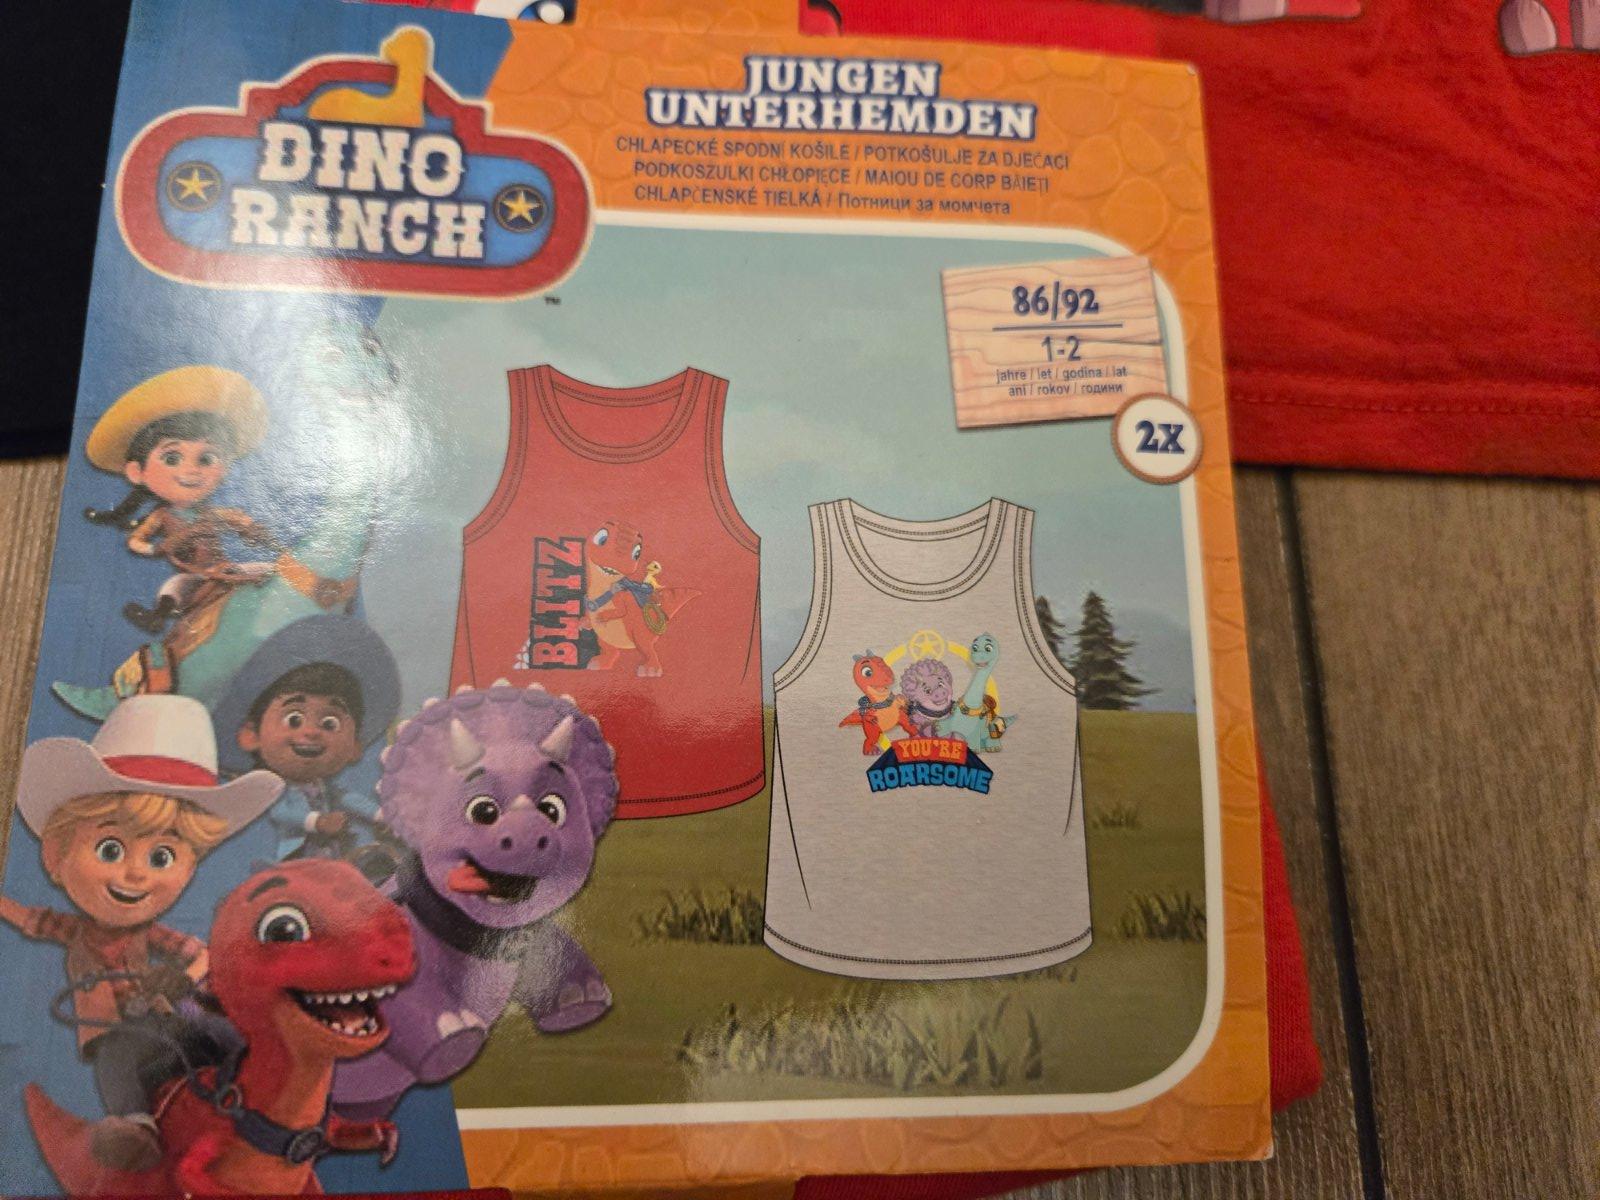 DINO
RANCH
TM
JUNGEN
UNTERHEMDEN
CHLAPECKÉ SPODNÍ KOŠILE / POTKOŠULJE ZA DJEČACI
PODKOSZULKI CHŁOPIĘCE / MAIOU DE CORP BĂIEȚI
CHLAPČENSKÉ TIELKÁ / Потници за момчета
86/92
1-2
jahre / let / godina / lat
ani / rokov / години
2X
BLITZ
YOU'RE
ROARSOME